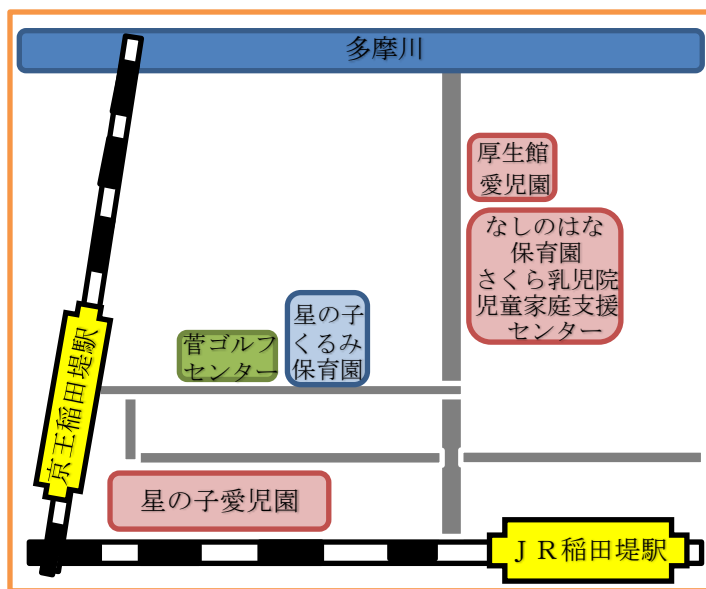 多摩川
厚生館
愛児園
なしのはな
保育園
さくら乳児院
児童家庭支援
センター
星の子
くるみ
保育園
菅ゴルフ
センター
京王稲田堤駅
星の子愛児園
ＪＲ稲田堤駅